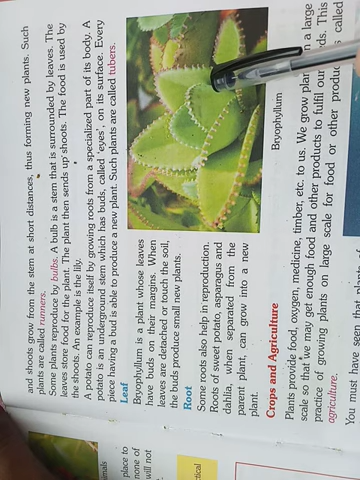 and shoots grow from the stem at short distances, thus forming new plants. Such
plants are called runners.
Some plants reproduce by bulbs. A bulb is a stem that is surrounded by leaves. The
leaves store food for the plant. The plant then sends up shoots. The food is used by
the shoots. An example is the lily.
A potato can reproduce itself by growing roots from a specialized part of its body. A
potato is an underground stem which has buds, called 'eyes', on its surface. Every
piece having a bud is able to produce a new plant. Such plants are called tubers.
Leaf
Bryophyllum is a plant whose leaves
have buds on their margins. When
leaves are detached or touch the soil,
the buds produce small new plants.
Root
Some roots also help in reproduction.
Roots of sweet potato, asparagus and
dahlia, when separated from the
parent plant, can grow into a new
plant.
Bryophyllum
Crops and Agriculture
Plants provide food, oxygen, medicine, timber, etc. to us. We grow a large
scale so that we may get enough food and other products to fulfil our This
practice of growing plants on large scale for food or other called
agriculture.
You must have seen that plants of
place to
none of
will not